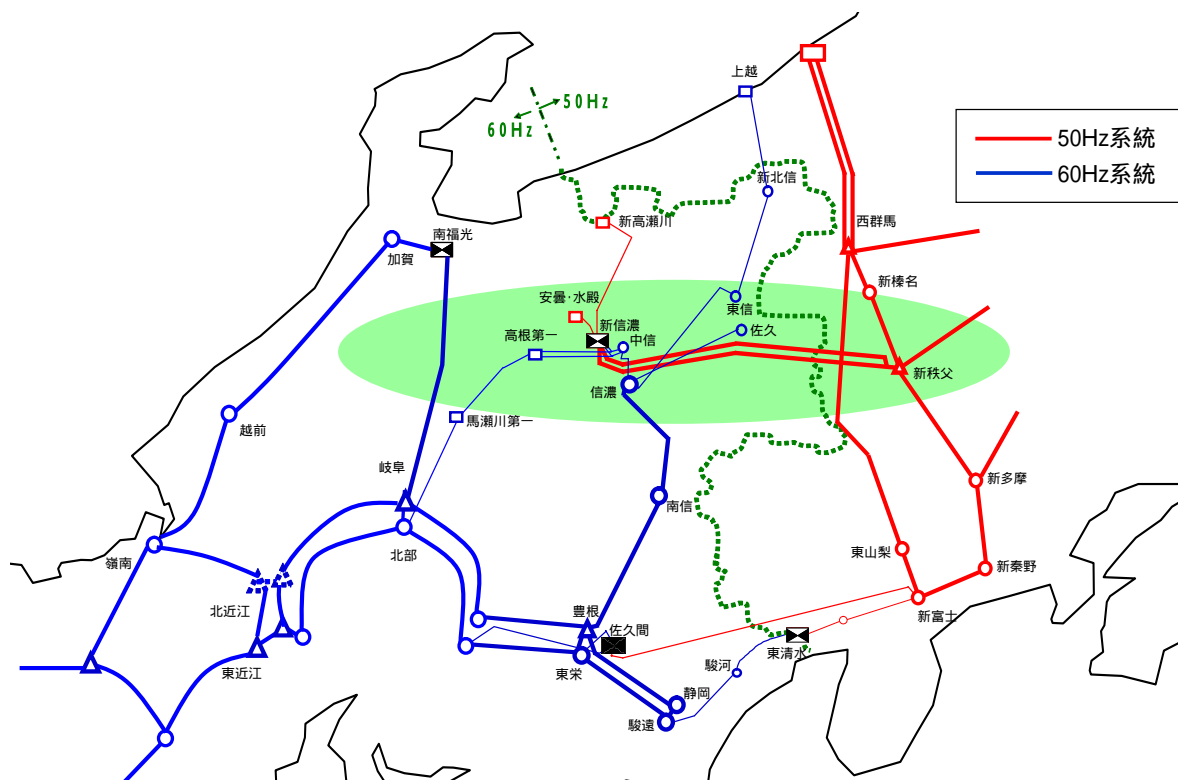 上越
50Hz
60Hz
50Hz系統
60Hz系統
新北信
新高瀬川
西群馬
南福光
加賀
新榛名
安曇・水殿
東信
新信濃
佐久
高根第一
中信
新秩父
信濃
馬瀬川第一
越前
岐阜
新多摩
南信
北部
東山梨
嶺南
新秦野
北近江
豊根
新富士
佐久間
東清水
東近江
東栄
駿河
静岡
駿遠